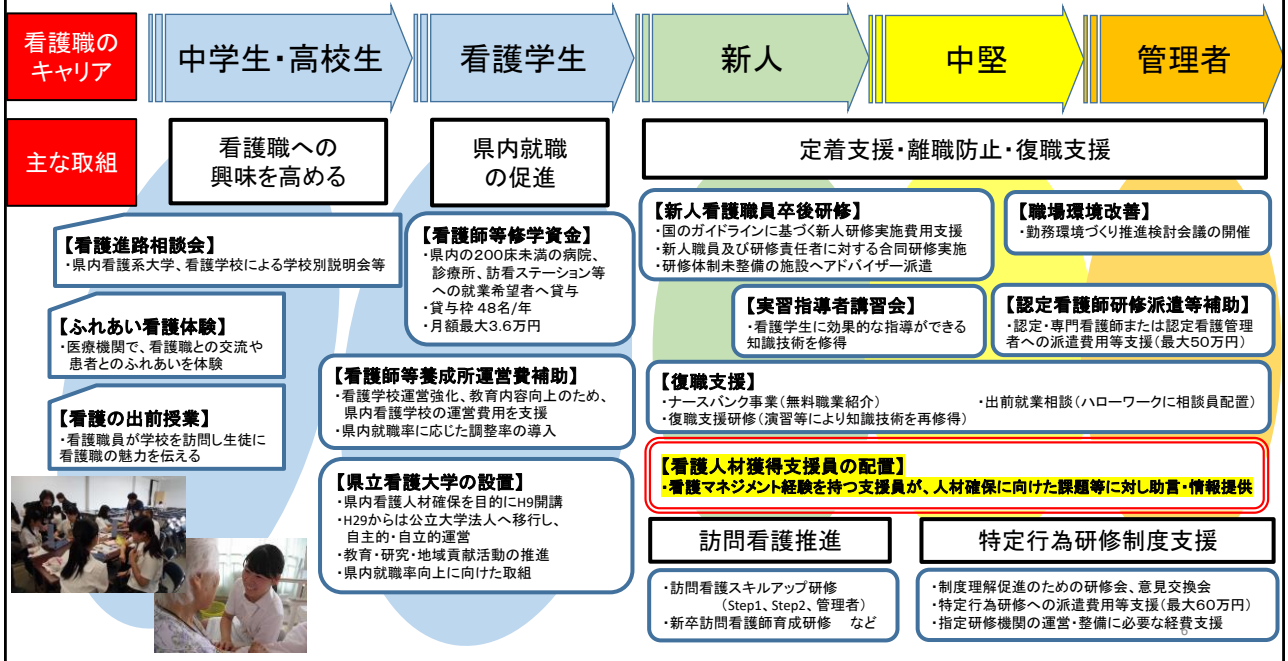 看護職の
キャリア
中学生・高校生
看護学生
新人
中堅
管理者
主な取組
看護職への
興味を高める
県内就職
の促進
定着支援・離職防止・復職支援
【看護進路相談会】
・県内看護系大学、看護学校による学校別説明会等
【ふれあい看護体験】
・医療機関で、看護職との交流や
患者とのふれあいを体験
【看護の出前授業】
・看護職員が学校を訪問し生徒に
看護職の魅力を伝える
【看護師等修学資金】
・県内の200床未満の病院、
診療所、訪看ステーション等
への就業希望者へ貸与
・貸与枠 48名/年
・月額最大3.6万円
【看護師等養成所運営費補助】
・看護学校運営強化、教育内容向上のため、
県内看護学校の運営費用を支援
・県内就職率に応じた調整率の導入
【県立看護大学の設置】
・県内看護人材確保を目的にH9開講
・H29からは公立大学法人へ移行し、
自主的・自立的運営
・教育・研究・地域貢献活動の推進
・県内就職率向上に向けた取組
【新人看護職員卒後研修】
・国のガイドラインに基づく新人研修実施費用支援
・新人職員及び研修責任者に対する合同研修実施
・研修体制未整備の施設へアドバイザー派遣
【職場環境改善】
・勤務環境づくり推進検討会議の開催
【実習指導者講習会】
・看護学生に効果的な指導ができる
知識技術を修得
【認定看護師研修派遣等補助】
・認定・専門看護師または認定看護管理
者への派遣費用等支援(最大50万円)
【復職支援】
・ナースバンク事業(無料職業紹介) ・出前就業相談(ハローワークに相談員配置)
・復職支援研修(演習等により知識技術を再修得)
【看護人材獲得支援員の配置】
・看護マネジメント経験を持つ支援員が、人材確保に向けた課題等に対し助言・情報提供
訪問看護推進
・訪問看護スキルアップ研修
(Step1、Step2、管理者)
・新卒訪問看護師育成研修 など
特定行為研修制度支援
・制度理解促進のための研修会、意見交換会
・特定行為研修への派遣費用等支援(最大60万円)
・指定研修機関の運営・整備に必要な経費支援
6